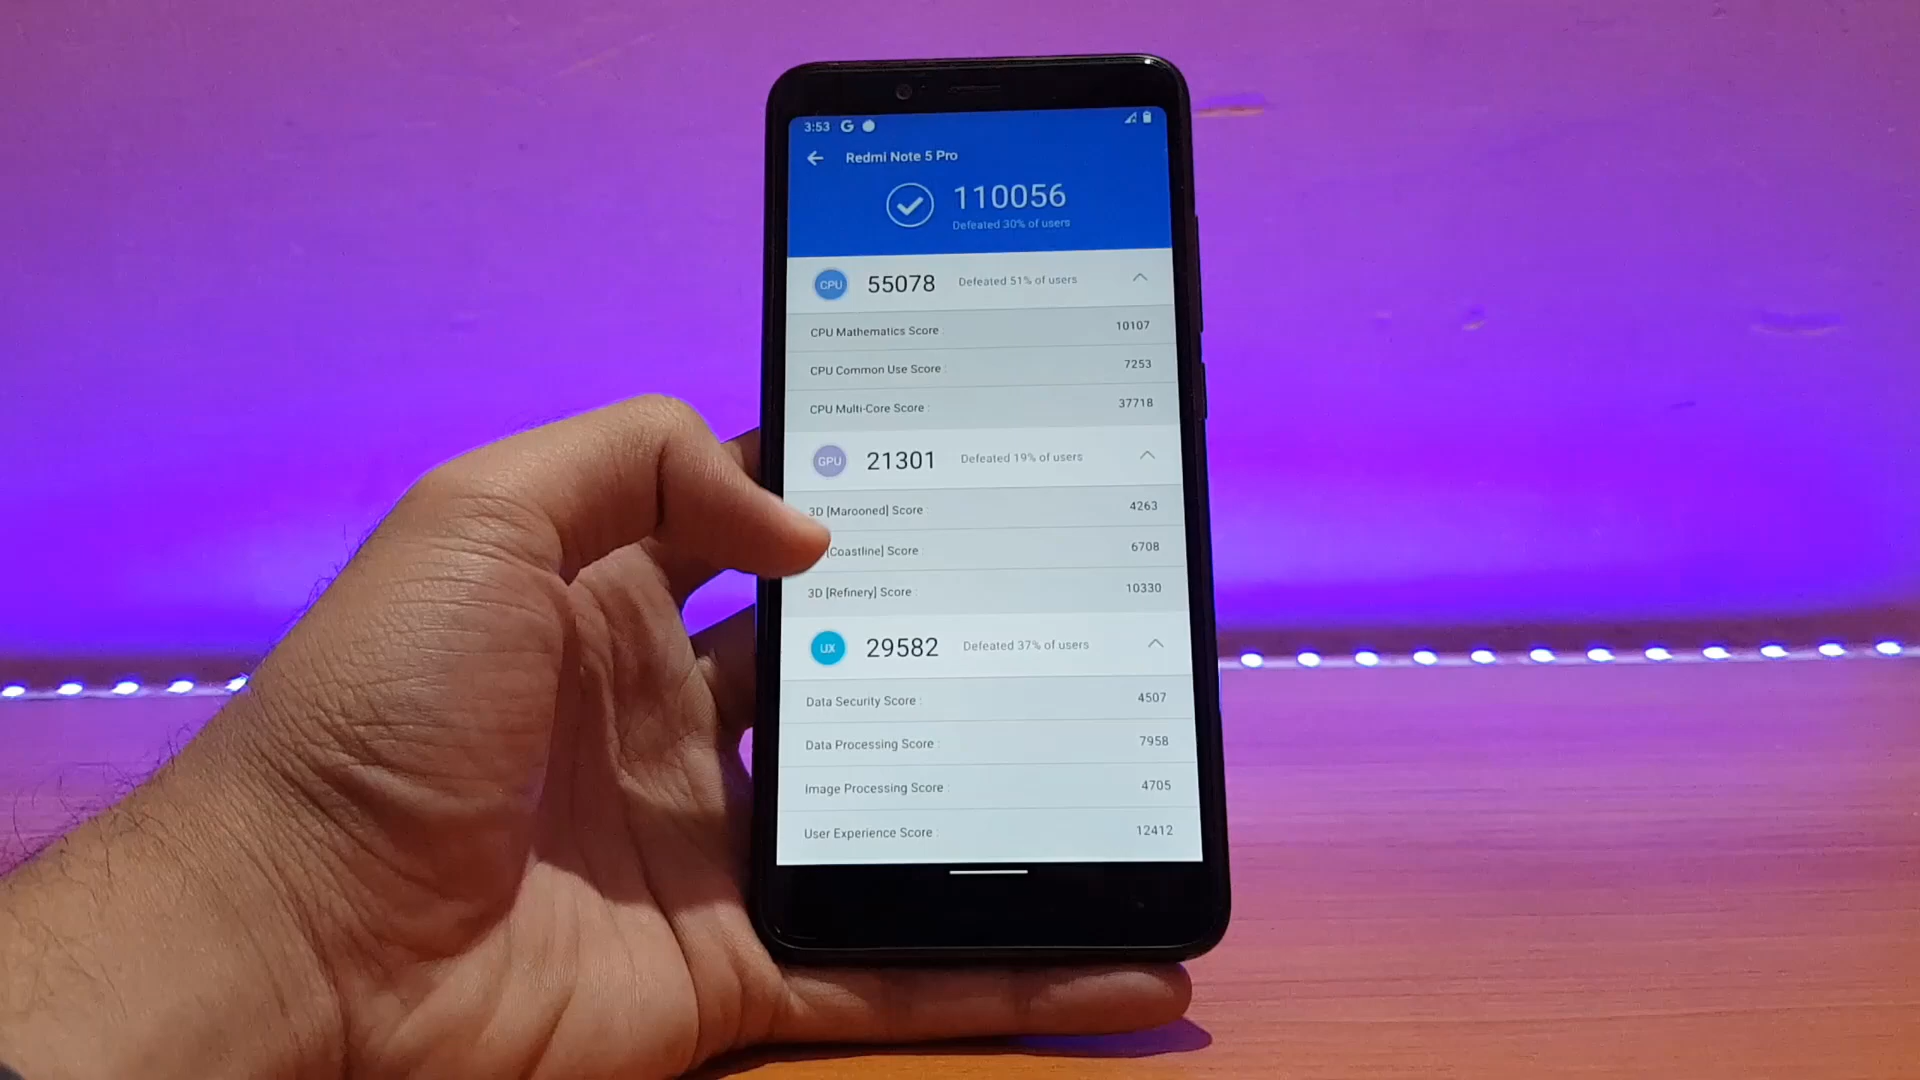 3:53 G
Redmi Note 5 Pro
110056
Defeated 30% of users
CPU 55078 Defeated 51% of users
CPU Mathematics Score : 10107
CPU Common Use Score : 7253
CPU Multi-Core Score : 37718
GPU 21301 Defeated 19% of users
3D [Marooned] Score : 4263
[Coastline] Score : 6708
3D [Refinery] Score : 10330
UX 29582 Defeated 37% of users
Data Security Score : 4507
Data Processing Score : 7958
Image Processing Score : 4705
User Experience Score : 12412